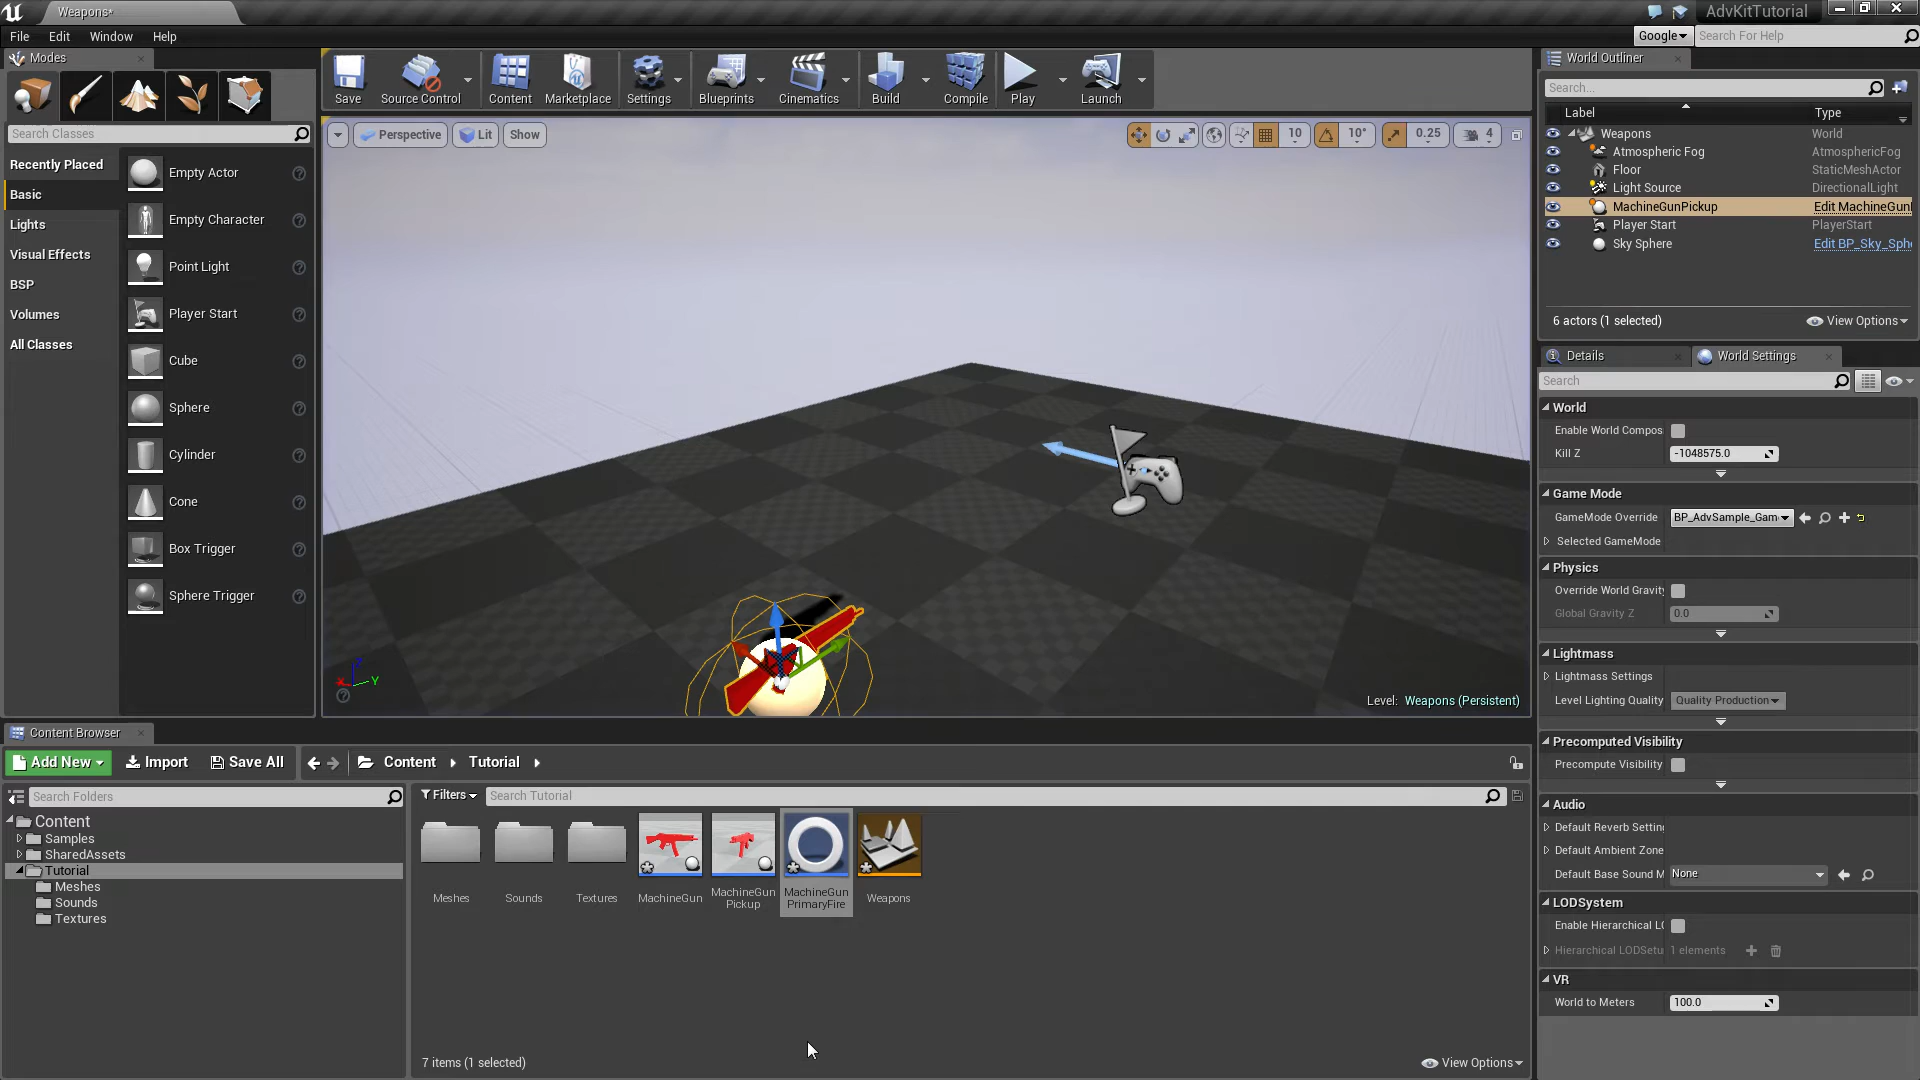 Weapons*
AdvKitTutorial
File Edit Window Help
Google Search For Help
Modes
Search Classes
Recently Placed
Basic
Lights
Visual Effects
BSP
Volumes
All Classes
Empty Actor
Empty Character
Point Light
Player Start
Cube
Sphere
Cylinder
Cone
Box Trigger
Sphere Trigger
Save Source Control Content Marketplace Settings Blueprints Cinematics Build Compile Play Launch
Perspective Lit Show
10 10° 0.25 4
X Z Y
Level: Weapons (Persistent)
World Outliner
Search...
Label Type
Weapons World
Atmospheric Fog AtmosphericFog
Floor StaticMeshActor
Light Source DirectionalLight
MachineGunPickup Edit MachineGunP
Player Start PlayerStart
Sky Sphere Edit BP_Sky_Sphe
6 actors (1 selected) View Options
Details World Settings
Search
World
Enable World Compos
Kill Z -1048575.0
Game Mode
GameMode Override BP_AdvSample_Gam
Selected GameMode
Physics
Override World Gravity
Global Gravity Z 0.0
Lightmass
Lightmass Settings
Level Lighting Quality Quality Production
Precomputed Visibility
Precompute Visibility
Audio
Default Reverb Setting
Default Ambient Zone
Default Base Sound M None
LODSystem
Enable Hierarchical LO
Hierarchical LODSetu 1 elements
VR
World to Meters 100.0
Content Browser
Add New Import Save All Content Tutorial
Search Folders
Content
Samples
SharedAssets
Tutorial
Meshes
Sounds
Textures
Filters Search Tutorial
Meshes
Sounds
Textures
MachineGun
MachineGun
Pickup
MachineGun
PrimaryFire
Weapons
7 items (1 selected) View Options